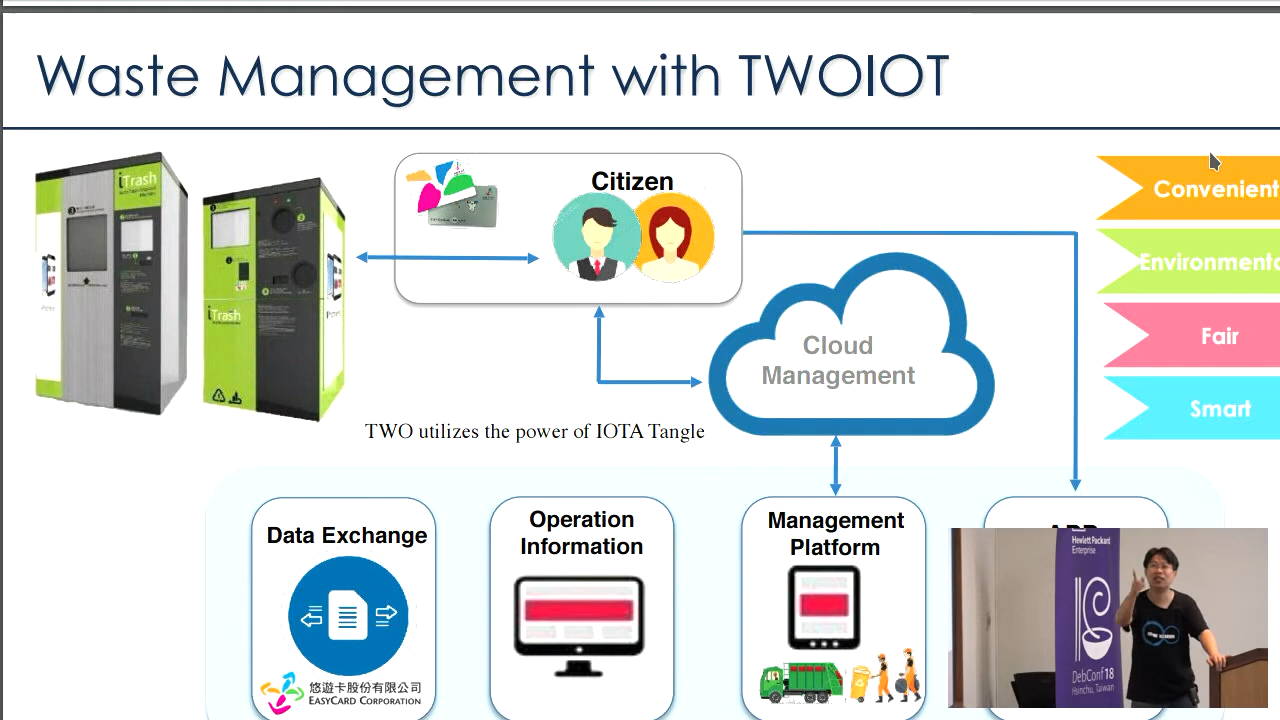 Waste Management with TWOIOT
iTrash
iTrash
Citizen
Convenient
Environmenta
Fair
Smart
Cloud
Management
TWO utilizes the power of IOTA Tangle
Data Exchange
悠遊卡股份有限公司
EASYCARD CORPORATION
Operation
Information
Management
Platform
Hewlett Packard
Enterprise
DebConf18
Hsinchu, Taiwan